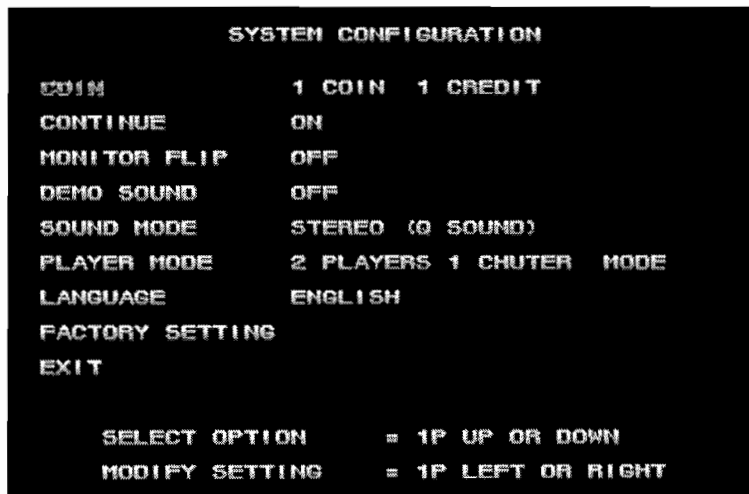 SYSTEM CONFIGURATION
COIN 1 COIN 1 CREDIT
CONTINUE ON
MONITOR FLIP OFF
DEMO SOUND OFF
SOUND MODE STEREO (Q SOUND)
PLAYER MODE 2 PLAYERS 1 CHUTER MODE
LANGUAGE ENGLISH
FACTORY SETTING
EXIT
SELECT OPTION = 1P UP OR DOWN
MODIFY SETTING = 1P LEFT OR RIGHT